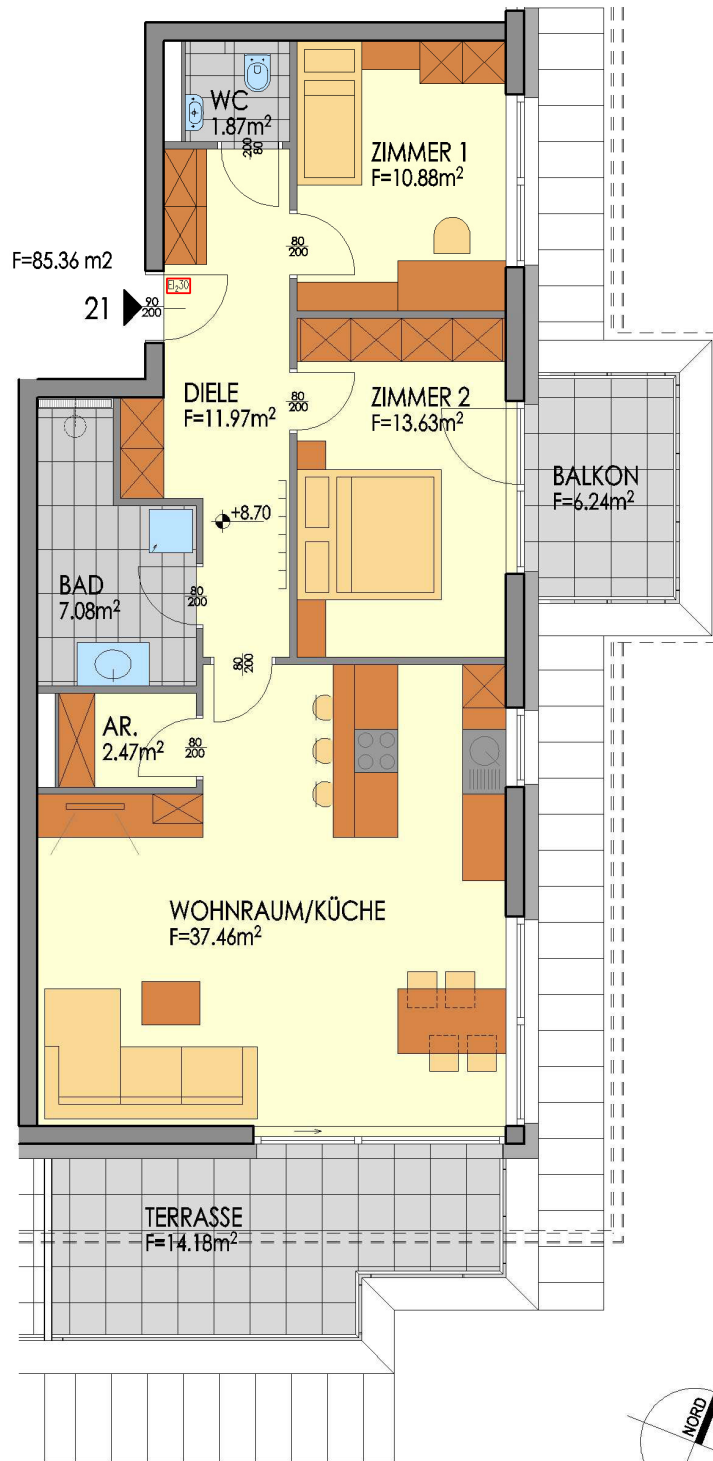 WC
1.87m²
200
80
ZIMMER 1
F=10.88m²
80
200
F=85.36 m2
EI₂30
21
90
200
DIELE
F=11.97m²
80
200
ZIMMER 2
F=13.63m²
BALKON
F=6.24m²
+8.70
BAD
7.08m²
80
200
80
200
AR.
2.47m²
80
200
WOHNRAUM/KÜCHE
F=37.46m²
TERRASSE
F=14.18m²
NORD